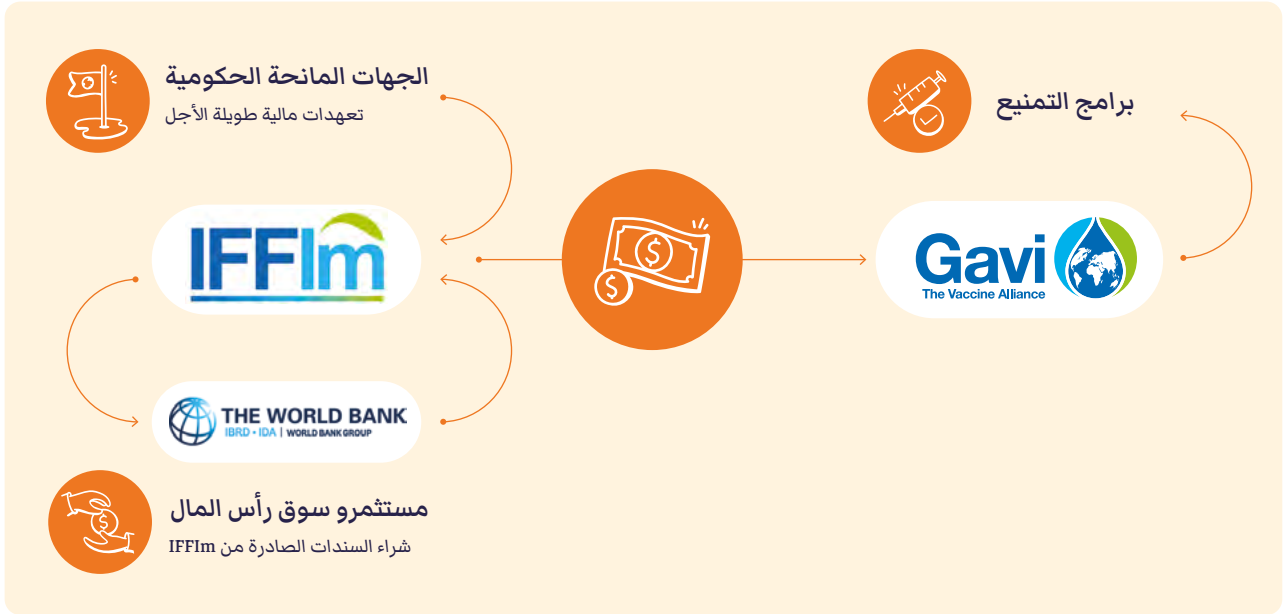 الجهات المانحة الحكومية
تعهدات مالية طويلة الأجل
برامج التمنيع
IFFIm
Gavi
The Vaccine Alliance
THE WORLD BANK
IBRD • IDA | WORLD BANK GROUP
مستثمرو سوق رأس المال
شراء السندات الصادرة من IFFIm